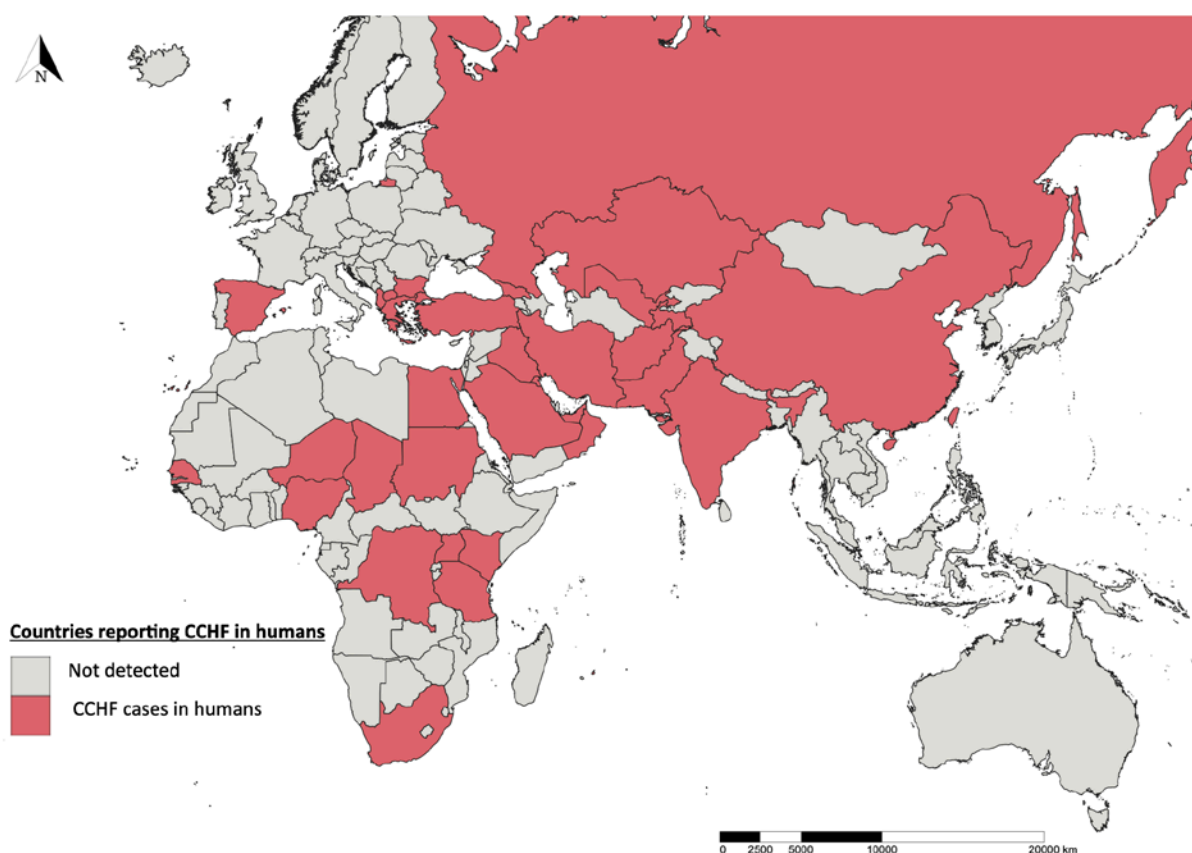 N
Countries reporting CCHF in humans
Not detected
CCHF cases in humans
0 2500 5000 10000 20000 km